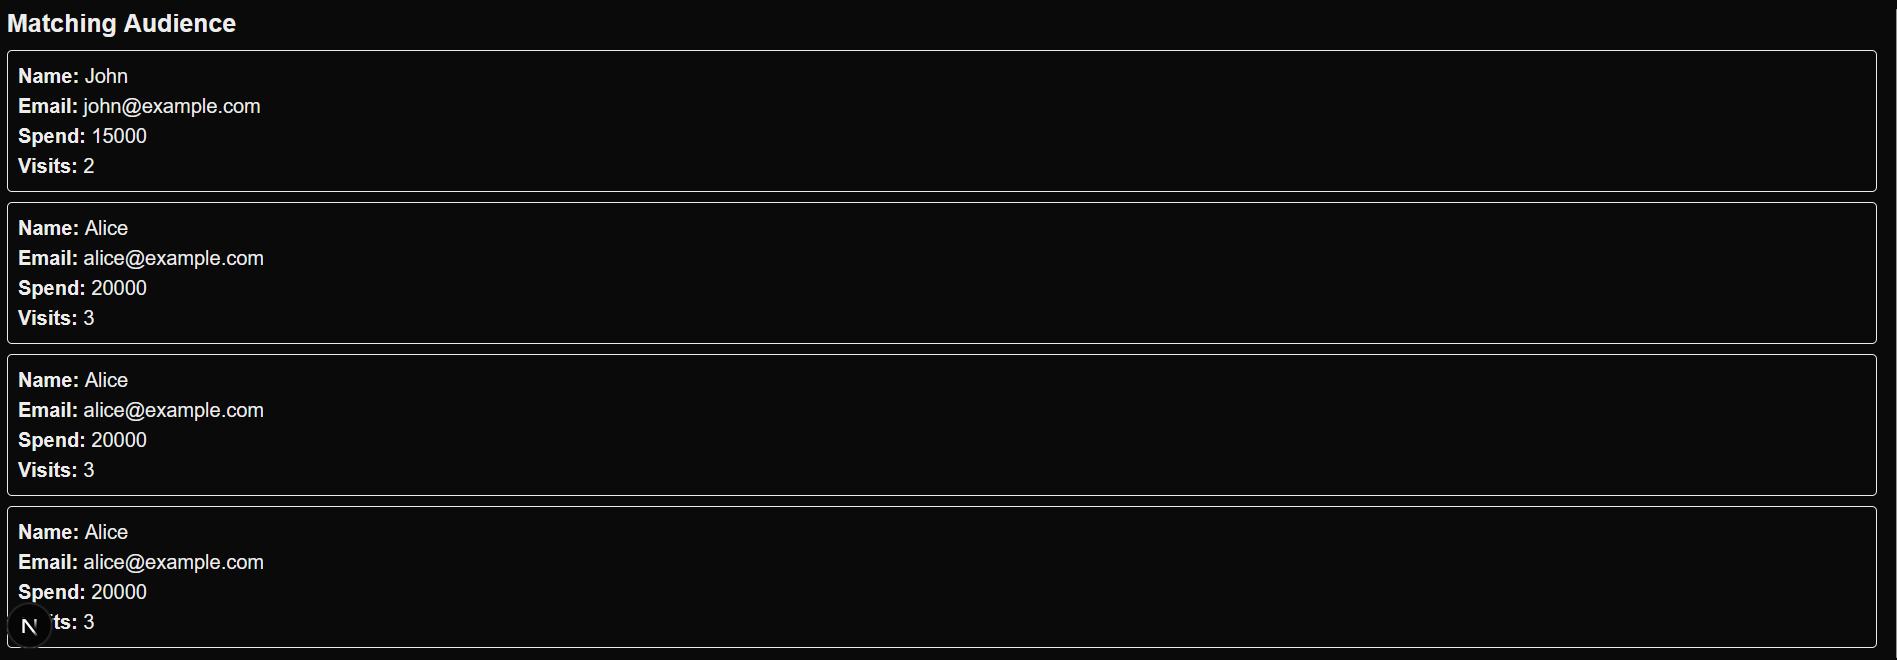 Matching Audience
Name: John
Email: john@example.com
Spend: 15000
Visits: 2
Name: Alice
Email: alice@example.com
Spend: 20000
Visits: 3
Name: Alice
Email: alice@example.com
Spend: 20000
Visits: 3
Name: Alice
Email: alice@example.com
Spend: 20000
N ts: 3